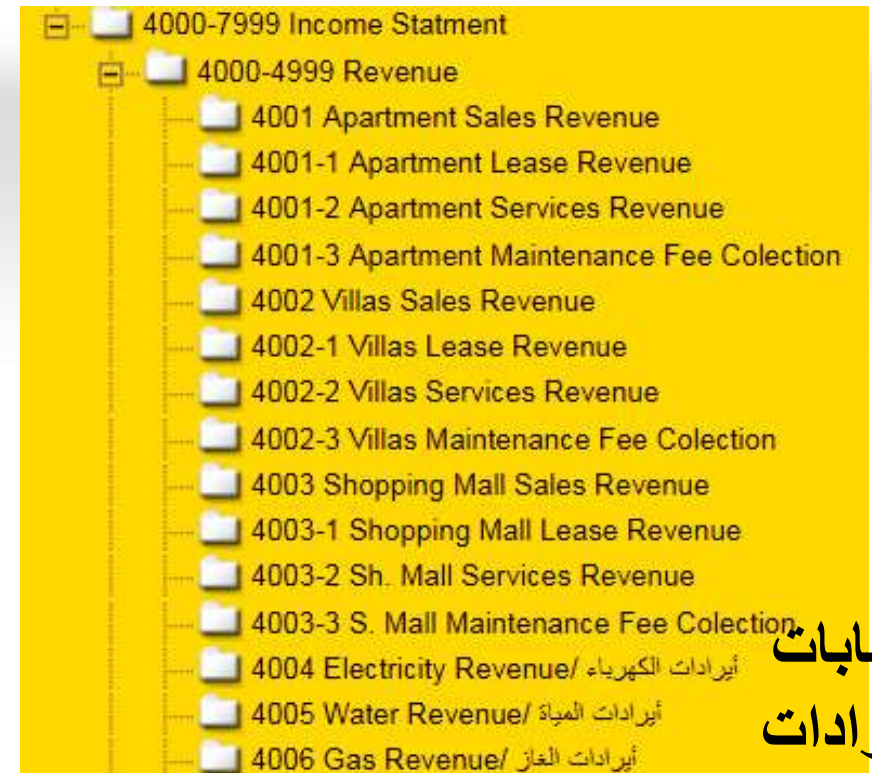 4000-7999 Income Statment
4000-4999 Revenue
4001 Apartment Sales Revenue
4001-1 Apartment Lease Revenue
4001-2 Apartment Services Revenue
4001-3 Apartment Maintenance Fee Colection
4002 Villas Sales Revenue
4002-1 Villas Lease Revenue
4002-2 Villas Services Revenue
4002-3 Villas Maintenance Fee Colection
4003 Shopping Mall Sales Revenue
4003-1 Shopping Mall Lease Revenue
4003-2 Sh. Mall Services Revenue
4003-3 S. Mall Maintenance Fee Colection
4004 Electricity Revenue/ أيرادات الكهرباء
4005 Water Revenue/ أيرادات المياة
4006 Gas Revenue/ أيرادات الغاز